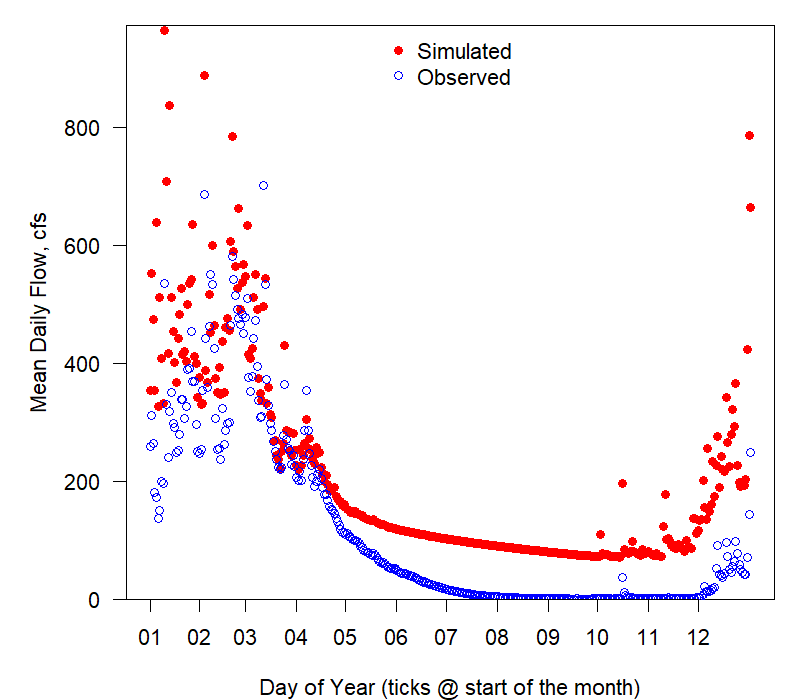 Simulated
Observed
800
600
400
200
0
Mean Daily Flow, cfs
01 02 03 04 05 06 07 08 09 10 11 12
Day of Year (ticks @ start of the month)